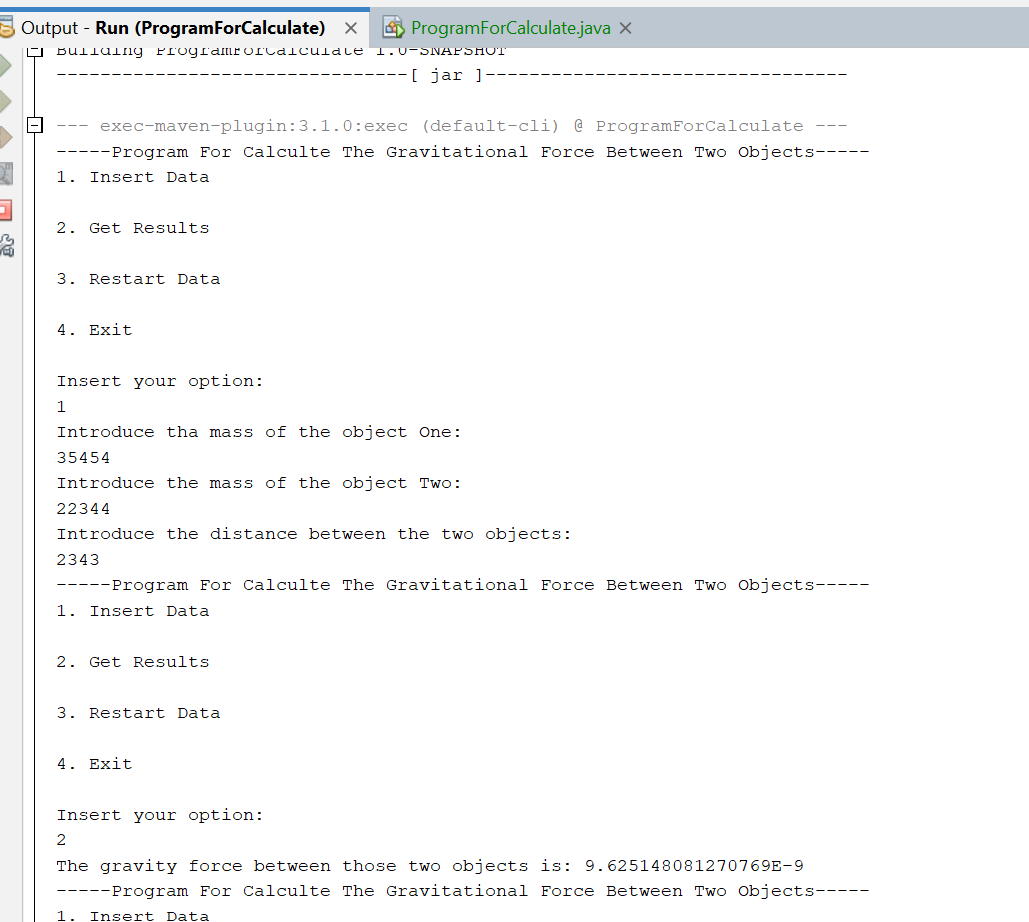 Output - Run (ProgramForCalculate) ProgramForCalculate.java
Building ProgramForCalculate 1.0-SNAPSHOT
--------------------------------[ jar ]---------------------------------
--- exec-maven-plugin:3.1.0:exec (default-cli) @ ProgramForCalculate ---
-----Program For Calculte The Gravitational Force Between Two Objects-----
1. Insert Data
2. Get Results
3. Restart Data
4. Exit
Insert your option:
1
Introduce tha mass of the object One:
35454
Introduce the mass of the object Two:
22344
Introduce the distance between the two objects:
2343
-----Program For Calculte The Gravitational Force Between Two Objects-----
1. Insert Data
2. Get Results
3. Restart Data
4. Exit
Insert your option:
2
The gravity force between those two objects is: 9.625148081270769E-9
-----Program For Calculte The Gravitational Force Between Two Objects-----
1. Insert Data